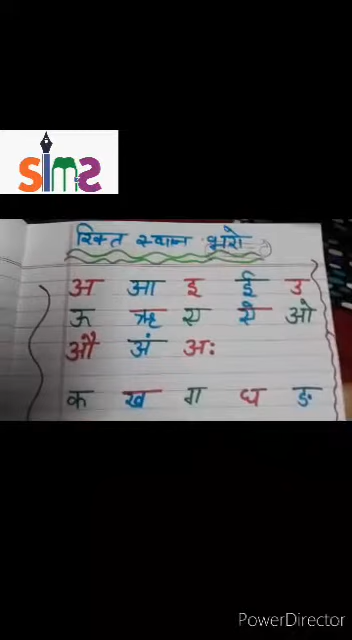 sims
रिक्त स्थान भरो
अ आ इ ई उ
ऊ ऋ ए ऐ ओ
औ अं अः
क ख ग घ ङ
PowerDirector